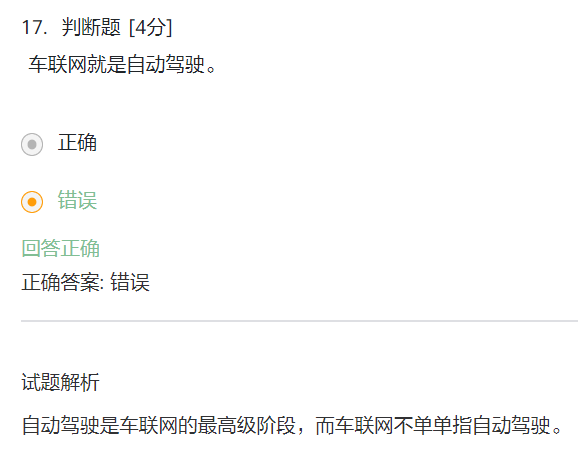 17. 判断题 [4分]
车联网就是自动驾驶。
正确
错误
回答正确
正确答案: 错误
试题解析
自动驾驶是车联网的最高级阶段，而车联网不单单指自动驾驶。